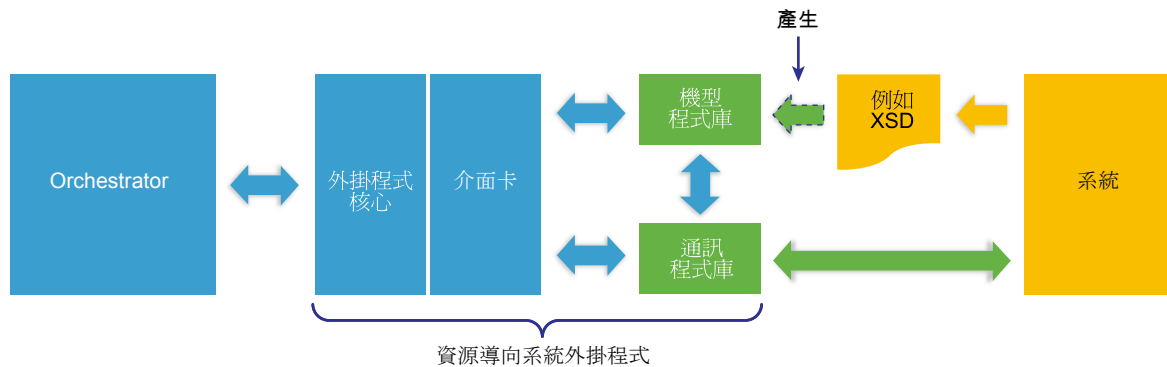 產生
Orchestrator
外掛程式
核心
介面卡
機型
程式庫
例如
XSD
系統
通訊
程式庫
資源導向系統外掛程式